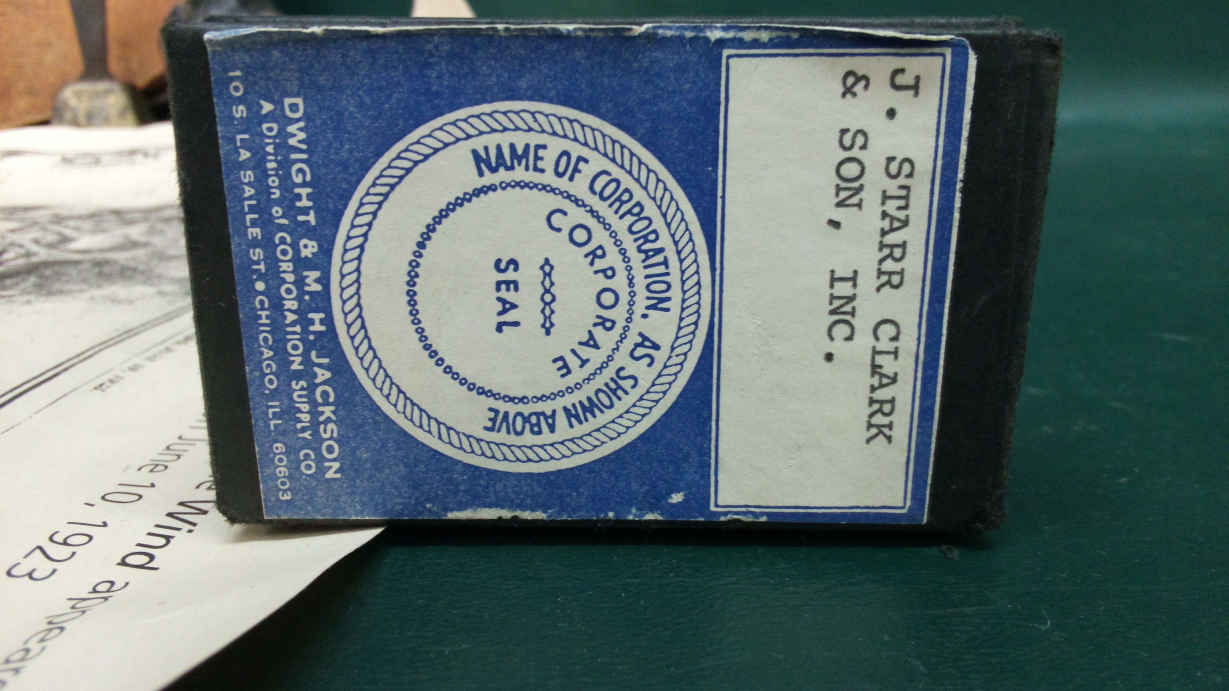 J. STARR CLARK
& SON, INC.
NAME OF CORPORATION, AS SHOWN ABOVE
CORPORATE
SEAL
DWIGHT & M. H. JACKSON
A Division of CORPORATION SUPPLY CO.
10 S. LA SALLE ST. • CHICAGO, ILL. 60603
Wind appears
June 10, 1923